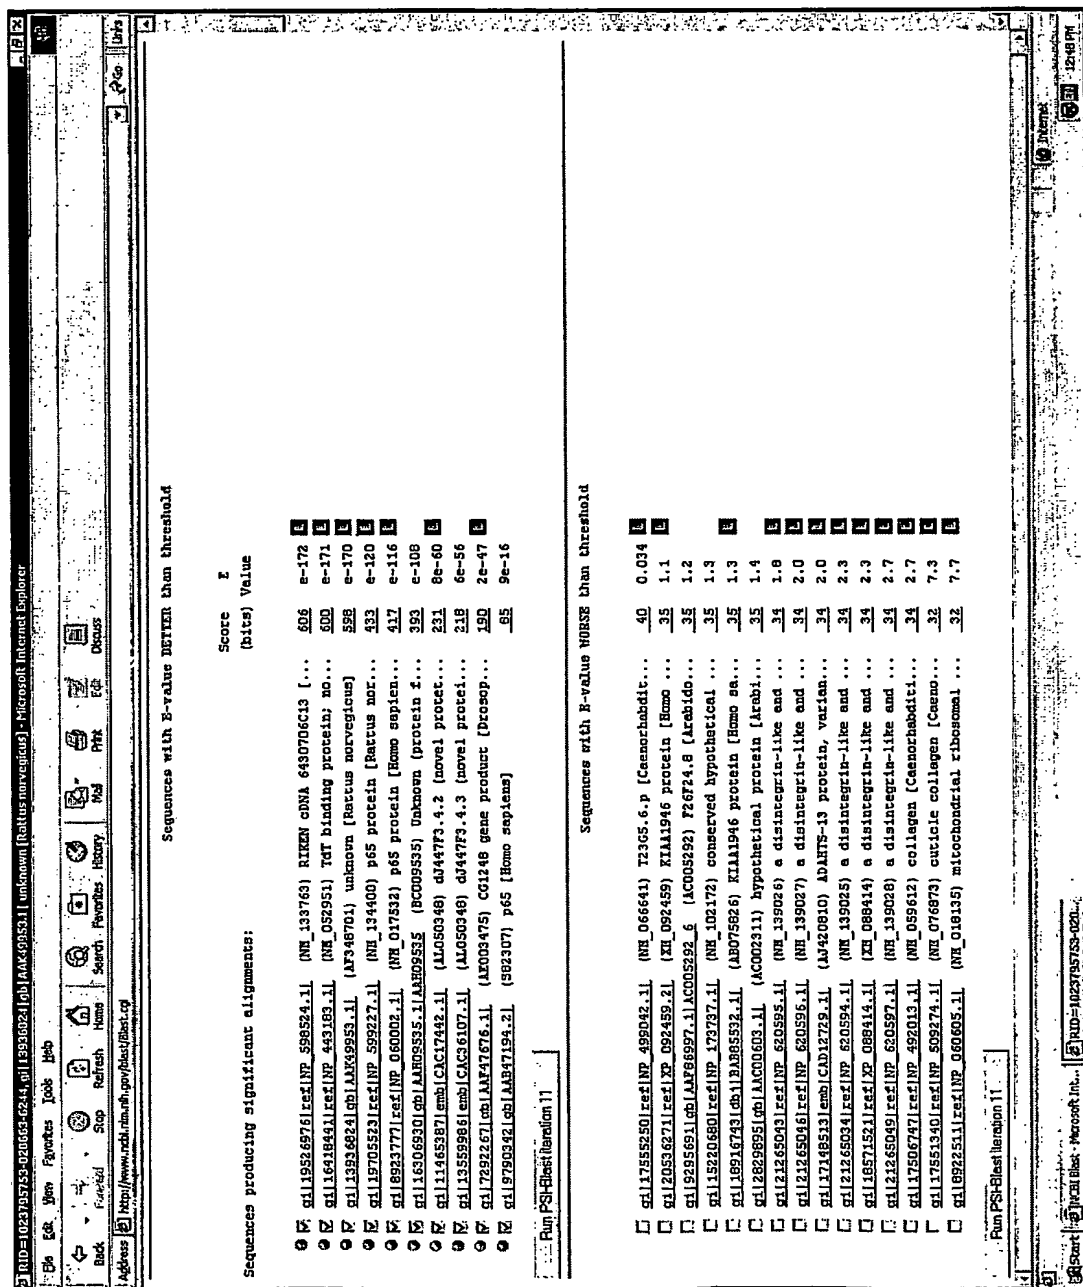 RID=1023795753-020653-6244, gi|13936824|gb|AAK49953.1| unknown [Rattus norvegicus] - Microsoft Internet Explorer
File Edit View Favorites Tools Help
Back Forward Stop Refresh Home Search Favorites History Mail Print Edit Discuss
Address http://www.ncbi.nlm.nih.gov/blast/Blast.cgi Go Links
Sequences with E-value BETTER than threshold
Score E
Sequences producing significant alignments: (bits) Value
gi|19526976|ref|NP_598524.1| (NM_133763) RIKEN cDNA 6430706C13 [... 606 e-172 L
gi|16418441|ref|NP_443183.1| (NM_052951) TdT binding protein; no... 600 e-171 L
gi|13936824|gb|AAK49953.1| (AF348701) unknown [Rattus norvegicus] 598 e-170 L
gi|19705523|ref|NP_599227.1| (NM_134400) p65 protein [Rattus nor... 433 e-120 L
gi|8923777|ref|NP_060002.1| (NM_017532) p65 protein [Homo sapien... 417 e-116 L
gi|16306930|gb|AAH09535.1|AAH09535 (BC009535) Unknown (protein f... 393 e-108
gi|11465387|emb|CAC17442.1| (AL050348) dJ447F3.4.2 (novel protei... 231 8e-60 L
gi|13559986|emb|CAC36107.1| (AL050348) dJ447F3.4.3 (novel protei... 218 6e-56
gi|7292267|gb|AAF47676.1| (AE003475) CG1248 gene product [Drosop... 190 2e-47 L
gi|9790342|gb|AAB47194.2| (S82307) p65 [Homo sapiens] 85 9e-16
Run PSI-Blast iteration 11
Sequences with E-value WORSE than threshold
gi|17555250|ref|NP_499042.1| (NM_066641) T23G5.6.p [Caenorhabdit... 40 0.034 L
gi|20536271|ref|XP_092459.2| (XM_092459) KIAA1946 protein [Homo ... 35 1.1 L
gi|9295691|gb|AAF86997.1|AC005292_6 (AC005292) F26F24.8 [Arabido... 35 1.2
gi|15220680|ref|NP_173737.1| (NM_102172) conserved hypothetical ... 35 1.3
gi|18916743|dbj|BAB85532.1| (AB075826) KIAA1946 protein [Homo sa... 35 1.3 L
gi|2829895|gb|AAC00603.1| (AC002311) hypothetical protein [Arabi... 35 1.4
gi|21265043|ref|NP_620595.1| (NM_139026) a disintegrin-like and ... 34 1.8 L
gi|21265046|ref|NP_620596.1| (NM_139027) a disintegrin-like and ... 34 2.0 L
gi|17148513|emb|CAD12729.1| (AJ420810) ADAMTS-13 protein, varian... 34 2.0 L
gi|21265034|ref|NP_620594.1| (NM_139025) a disintegrin-like and ... 34 2.3 L
gi|18571521|ref|XP_088414.1| (XM_088414) a disintegrin-like and ... 34 2.3 L
gi|21265049|ref|NP_620597.1| (NM_139028) a disintegrin-like and ... 34 2.7 L
gi|17506747|ref|NP_492013.1| (NM_059612) collagen [Caenorhabditi... 34 2.7 L
gi|17551340|ref|NP_509274.1| (NM_076873) cuticle collagen [Caeno... 32 7.3 L
gi|8922511|ref|NP_060605.1| (NM_018135) mitochondrial ribosomal ... 32 7.7 L
Run PSI-Blast iteration 11
Internet
Start NCBI Blast - Microsoft Int... RID=1023795753-020... 12:48 PM